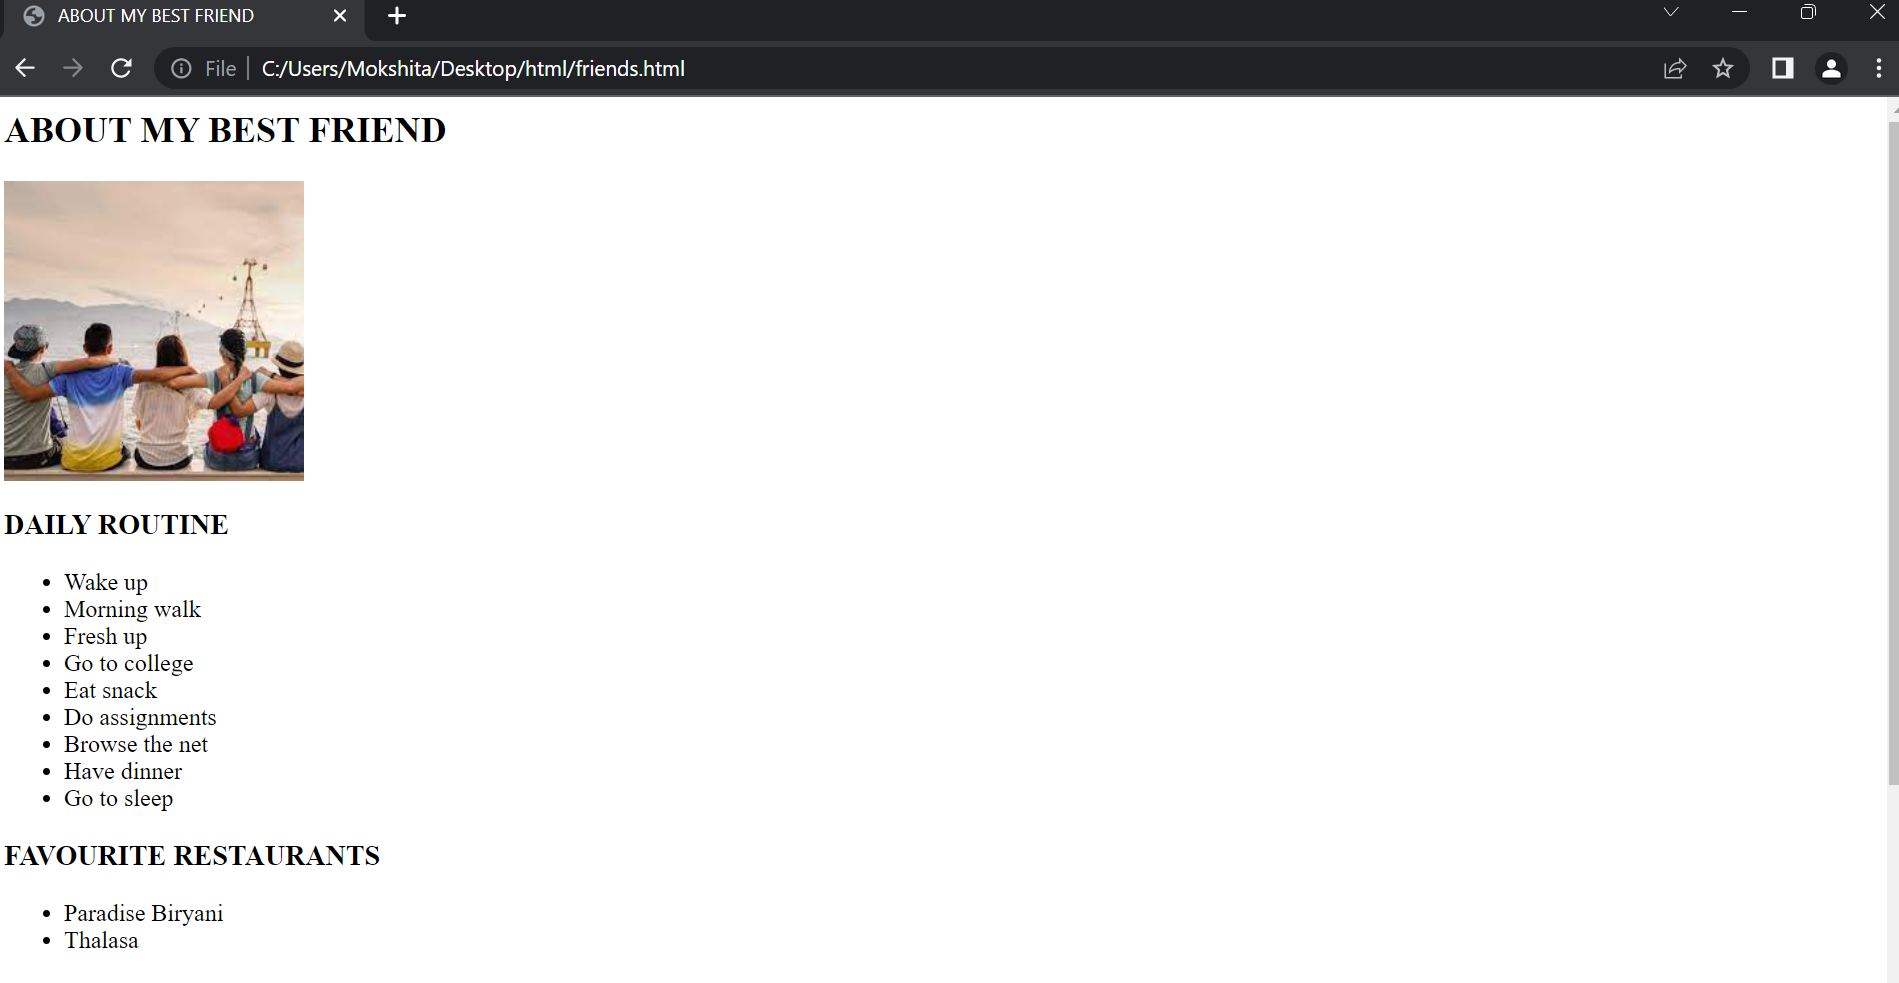 ABOUT MY BEST FRIEND
File
C:/Users/Mokshita/Desktop/html/friends.html
ABOUT MY BEST FRIEND
DAILY ROUTINE
Wake up
Morning walk
Fresh up
Go to college
Eat snack
Do assignments
Browse the net
Have dinner
Go to sleep
FAVOURITE RESTAURANTS
Paradise Biryani
Thalasa